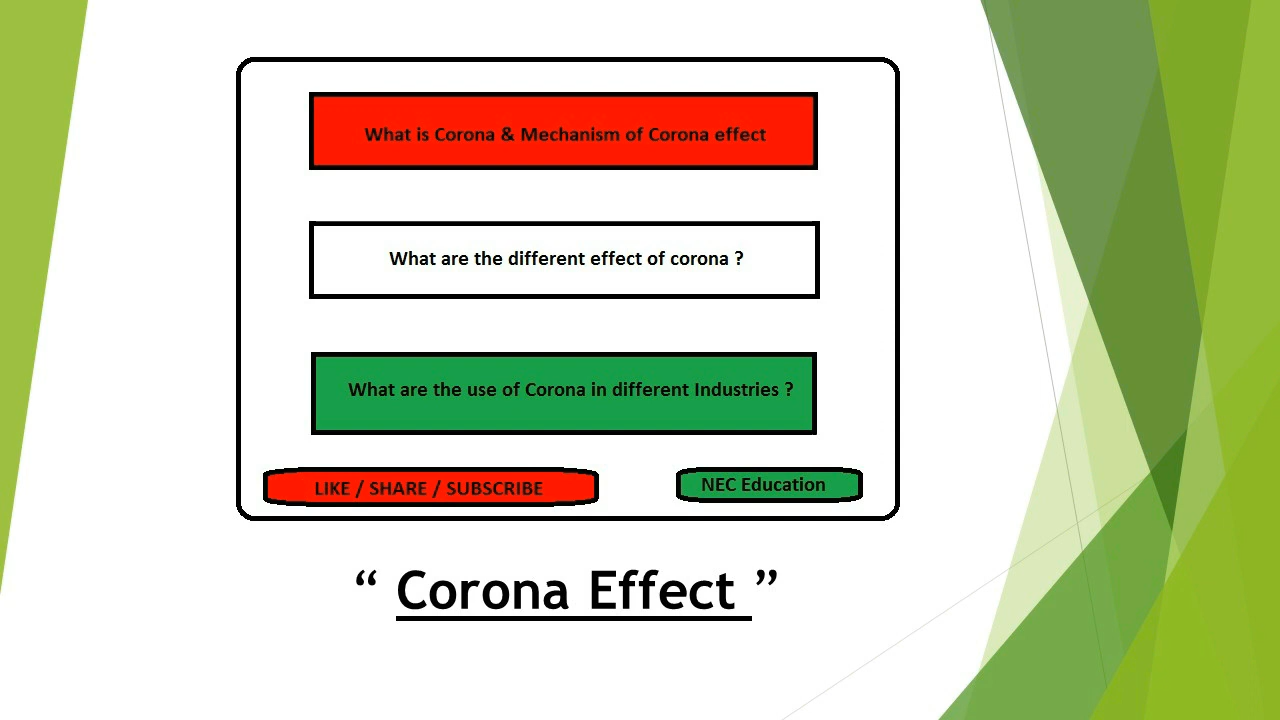 What is Corona & Mechanism of Corona effect
What are the different effect of corona ?
What are the use of Corona in different Industries ?
LIKE / SHARE / SUBSCRIBE
NEC Education
“ Corona Effect ”